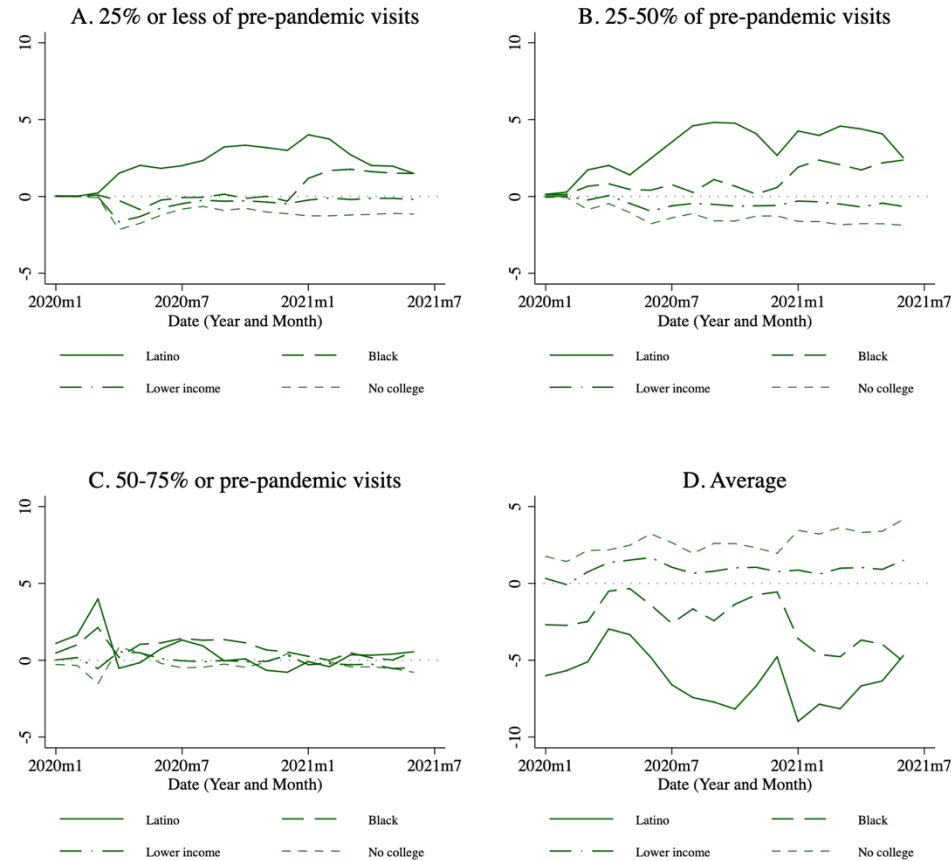 A. 25% or less of pre-pandemic visits
10
5
0
-5
2020m1 2020m7 2021m1 2021m7
Date (Year and Month)
Latino Black
Lower income No college
B. 25-50% of pre-pandemic visits
10
5
0
-5
2020m1 2020m7 2021m1 2021m7
Date (Year and Month)
Latino Black
Lower income No college
C. 50-75% or pre-pandemic visits
10
5
0
-5
2020m1 2020m7 2021m1 2021m7
Date (Year and Month)
Latino Black
Lower income No college
D. Average
5
0
-5
-10
2020m1 2020m7 2021m1 2021m7
Date (Year and Month)
Latino Black
Lower income No college